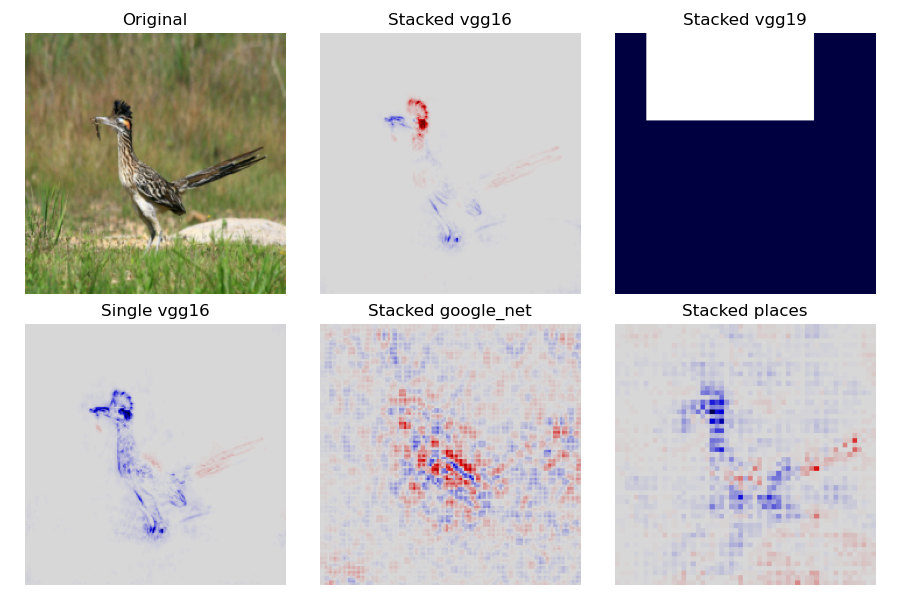 Original
Stacked vgg16
Stacked vgg19
Single vgg16
Stacked google_net
Stacked places